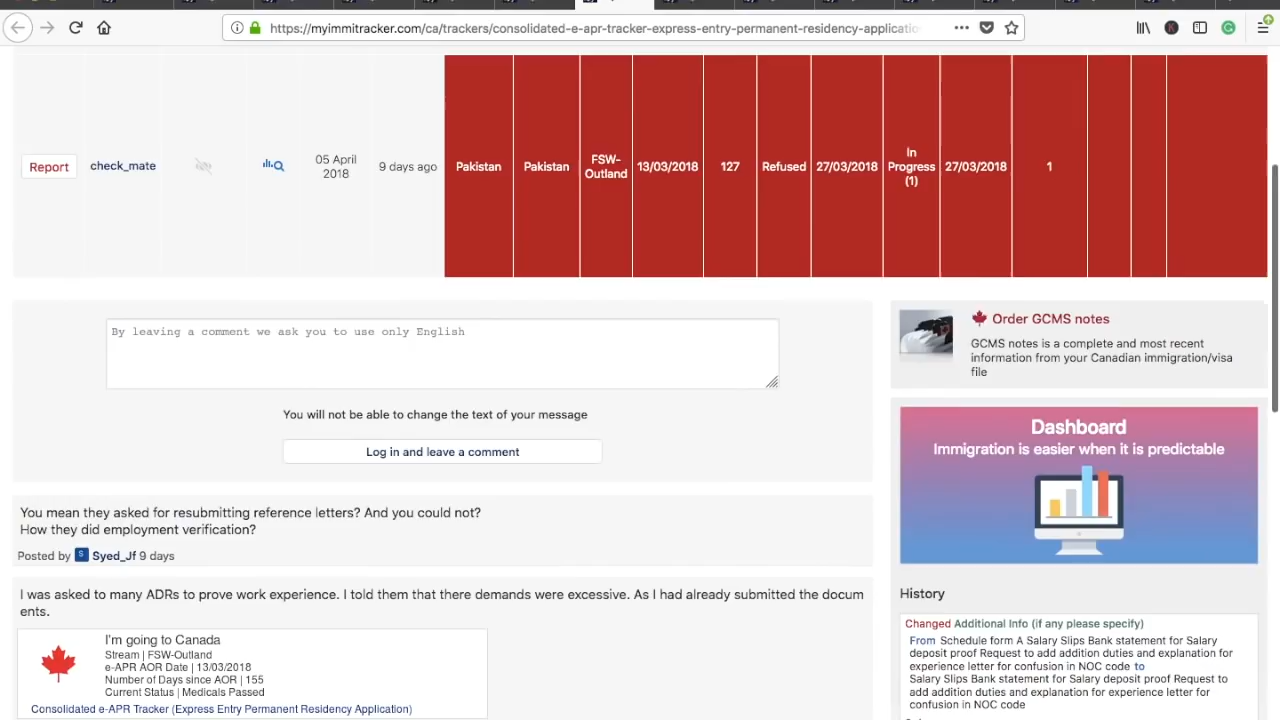 https://myimmitracker.com/ca/trackers/consolidated-e-apr-tracker-express-entry-permanent-residency-applicatio
Report
check_mate
05 April
2018
9 days ago
Pakistan
Pakistan
FSW-
Outland
13/03/2018
127
Refused
27/03/2018
In
Progress
(1)
27/03/2018
1
By leaving a comment we ask you to use only English
You will not be able to change the text of your message
Log in and leave a comment
Order GCMS notes
GCMS notes is a complete and most recent
information from your Canadian immigration/visa
file
Dashboard
Immigration is easier when it is predictable
You mean they asked for resubmitting reference letters? And you could not?
How they did employment verification?
Posted by S Syed_Jf 9 days
I was asked to many ADRs to prove work experience. I told them that there demands were excessive. As I had already submitted the docum
ents.
I'm going to Canada
Stream | FSW-Outland
e-APR AOR Date | 13/03/2018
Number of Days since AOR | 155
Current Status | Medicals Passed
Consolidated e-APR Tracker (Express Entry Permanent Residency Application)
History
Changed Additional Info (if any please specify)
From Schedule form A Salary Slips Bank statement for Salary
deposit proof Request to add addition duties and explanation for
experience letter for confusion in NOC code to
Salary Slips Bank statement for Salary deposit proof Request to
add addition duties and explanation for experience letter for
confusion in NOC code